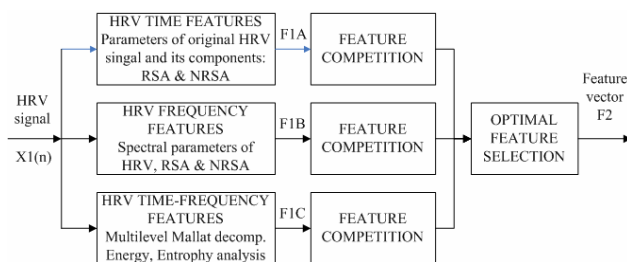 HRV
signal
X1(n)
HRV TIME FEATURES
Parameters of original HRV
singal and its components:
RSA & NRSA
F1A
FEATURE
COMPETITION
HRV FREQUENCY
FEATURES
Spectral parameters of
HRV, RSA & NRSA
F1B
FEATURE
COMPETITION
HRV TIME-FREQUENCY
FEATURES
Multilevel Mallat decomp.
Energy, Entrophy analysis
F1C
FEATURE
COMPETITION
OPTIMAL
FEATURE
SELECTION
Feature
vector
F2